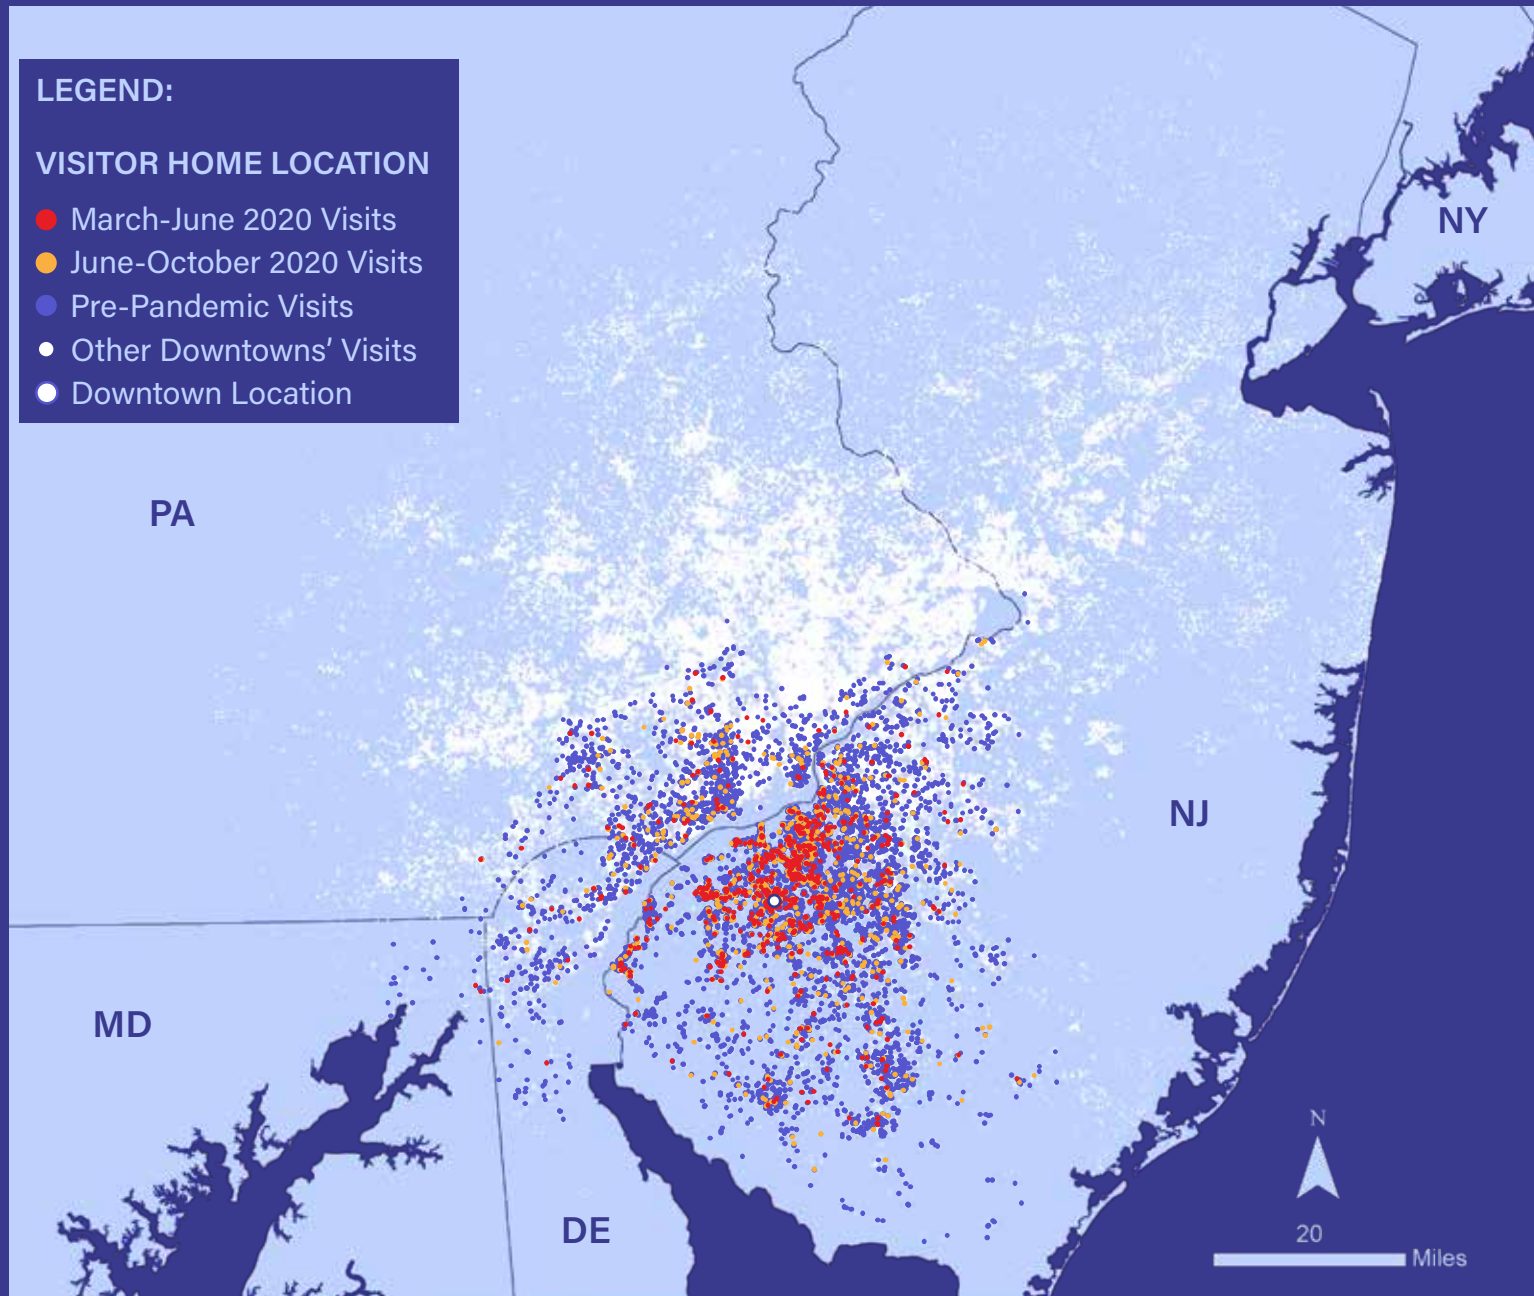 LEGEND:
VISITOR HOME LOCATION
March-June 2020 Visits
June-October 2020 Visits
Pre-Pandemic Visits
Other Downtowns' Visits
Downtown Location
NY
PA
NJ
MD
DE
N
20
Miles